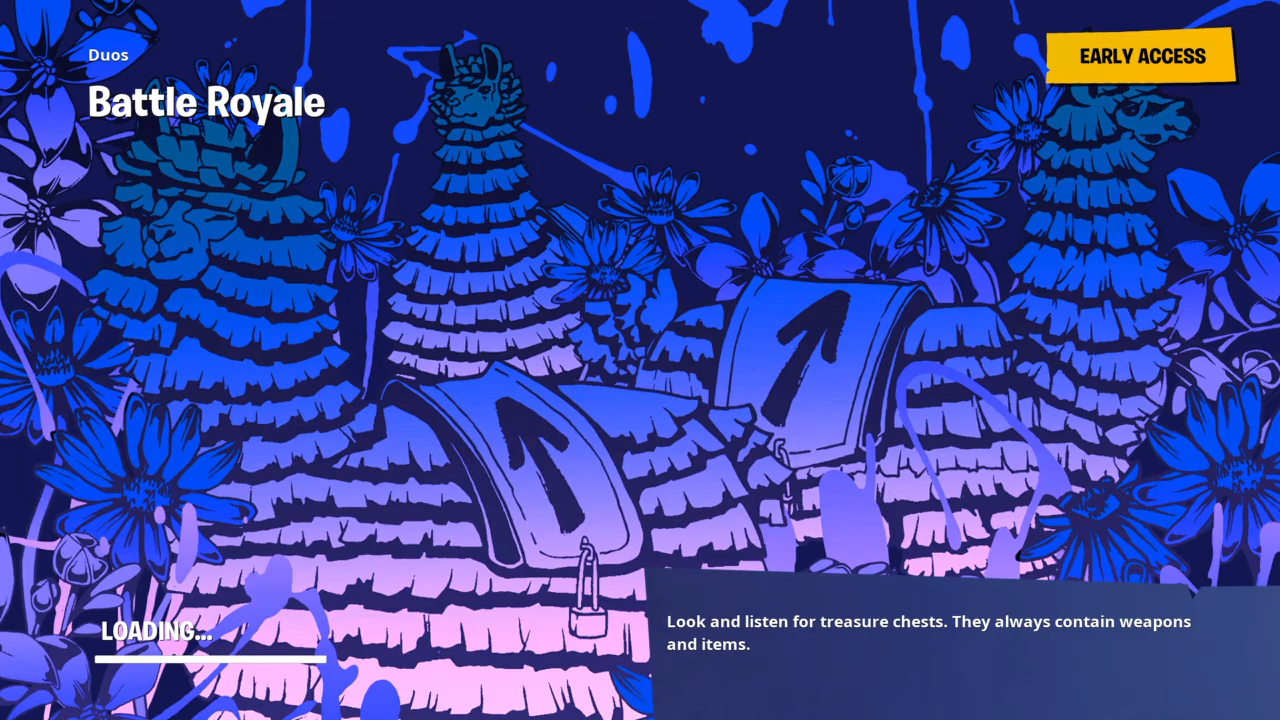 Duos
Battle Royale
EARLY ACCESS
LOADING...
Look and listen for treasure chests. They always contain weapons
and items.